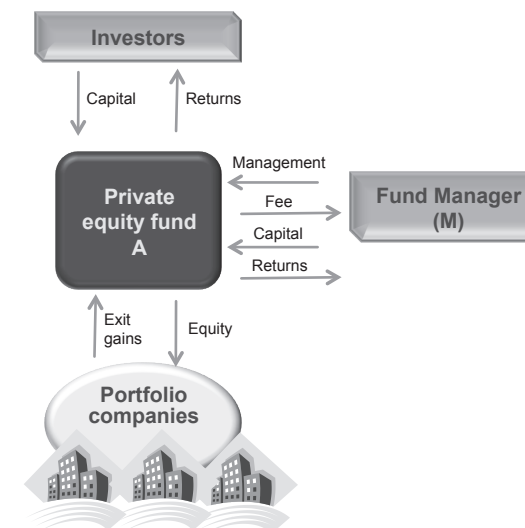 Investors
Capital
Returns
Management
Private
equity fund
A
Fee
Fund Manager
(M)
Capital
Returns
Exit
gains
Equity
Portfolio
companies